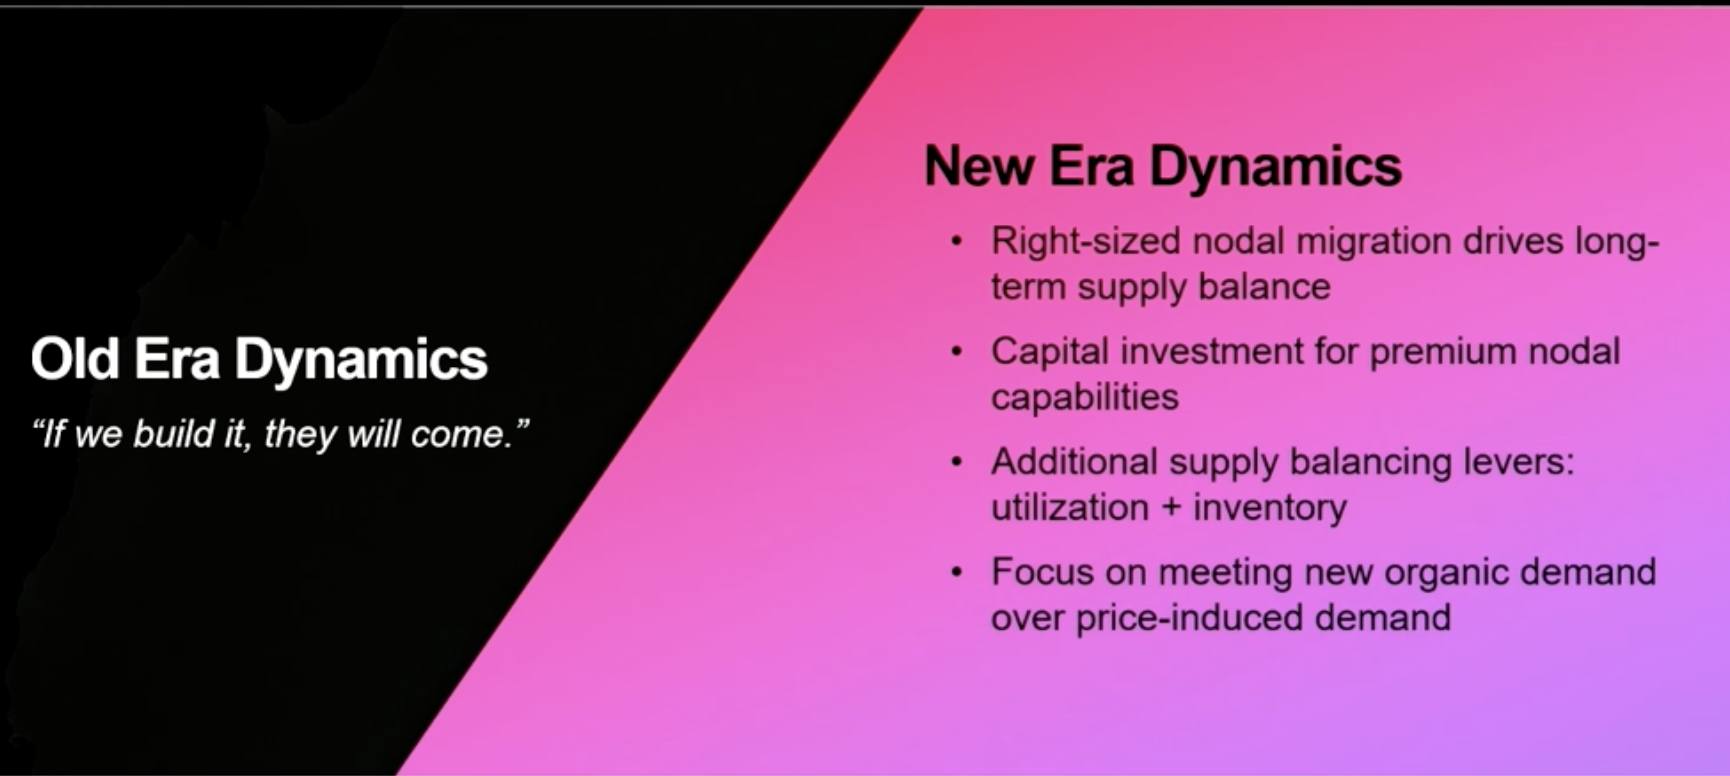 Old Era Dynamics
“If we build it, they will come.”
New Era Dynamics
• Right-sized nodal migration drives long-
term supply balance
• Capital investment for premium nodal
capabilities
• Additional supply balancing levers:
utilization + inventory
• Focus on meeting new organic demand
over price-induced demand